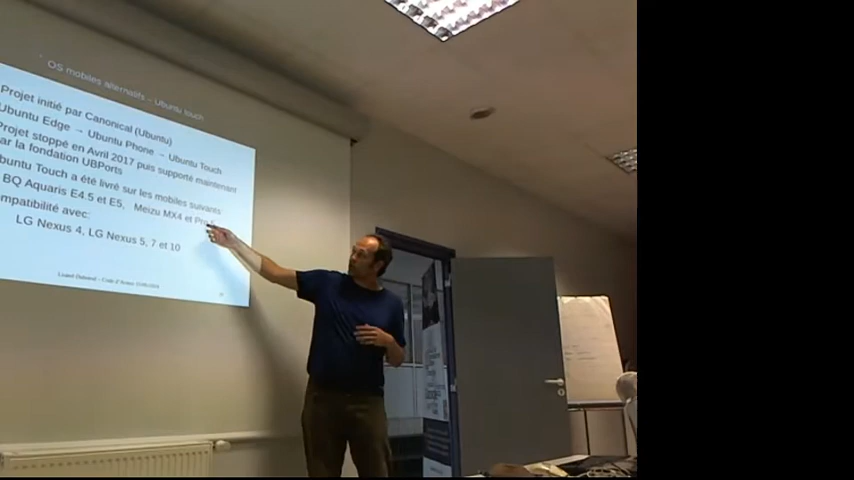 OS mobiles alternatifs – Ubuntu touch
Projet initié par Canonical (Ubuntu)
Ubuntu Edge → Ubuntu Phone → Ubuntu Touch
Projet stoppé en Avril 2017 puis supporté maintenant
par la fondation UBPorts
Ubuntu Touch a été livré sur les mobiles suivants
BQ Aquaris E4.5 et E5, Meizu MX4 et Pro
compatibilité avec:
LG Nexus 4, LG Nexus 5, 7 et 10